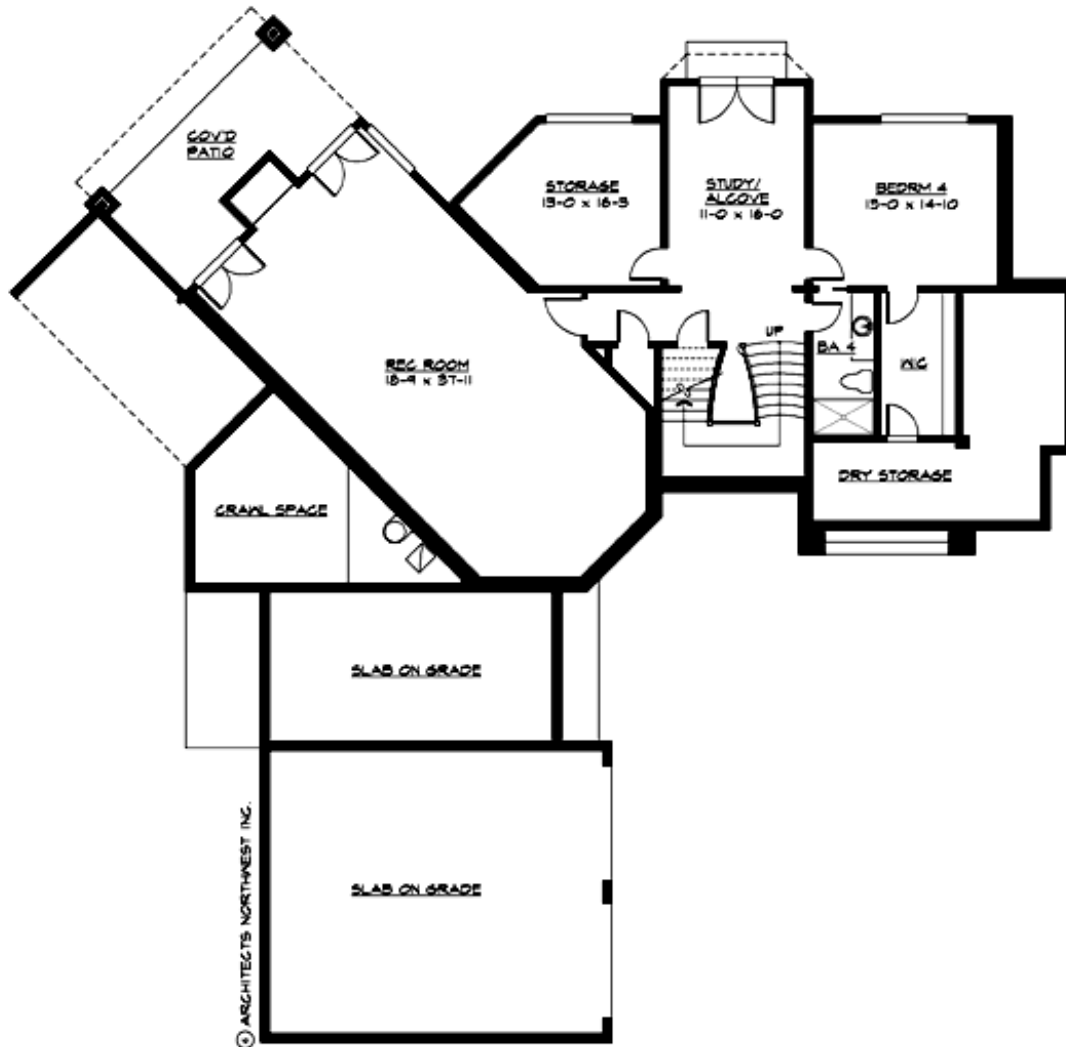 COV'D
PATIO
STORAGE
13-0 x 16-3
STUDY/
ALCOVE
11-0 x 16-0
BEDRM 4
15-0 x 14-10
REC ROOM
18-9 x 37-11
UP
BA 4
WIC
DRY STORAGE
CRAWL SPACE
SLAB ON GRADE
SLAB ON GRADE
© ARCHITECTS NORTHWEST INC.